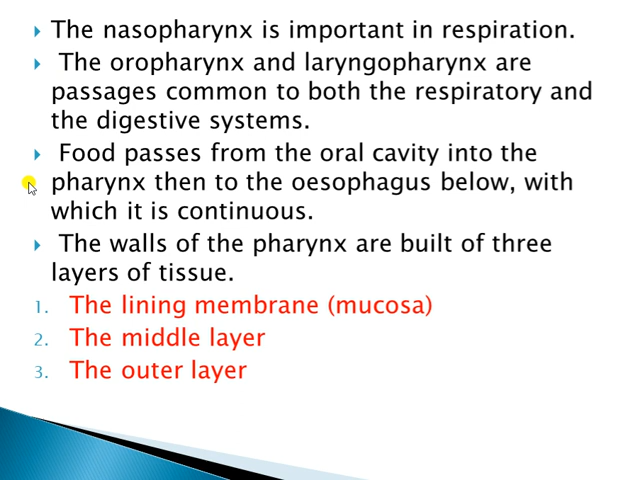 The nasopharynx is important in respiration.
The oropharynx and laryngopharynx are
passages common to both the respiratory and
the digestive systems.
Food passes from the oral cavity into the
pharynx then to the oesophagus below, with
which it is continuous.
The walls of the pharynx are built of three
layers of tissue.
1. The lining membrane (mucosa)
2. The middle layer
3. The outer layer